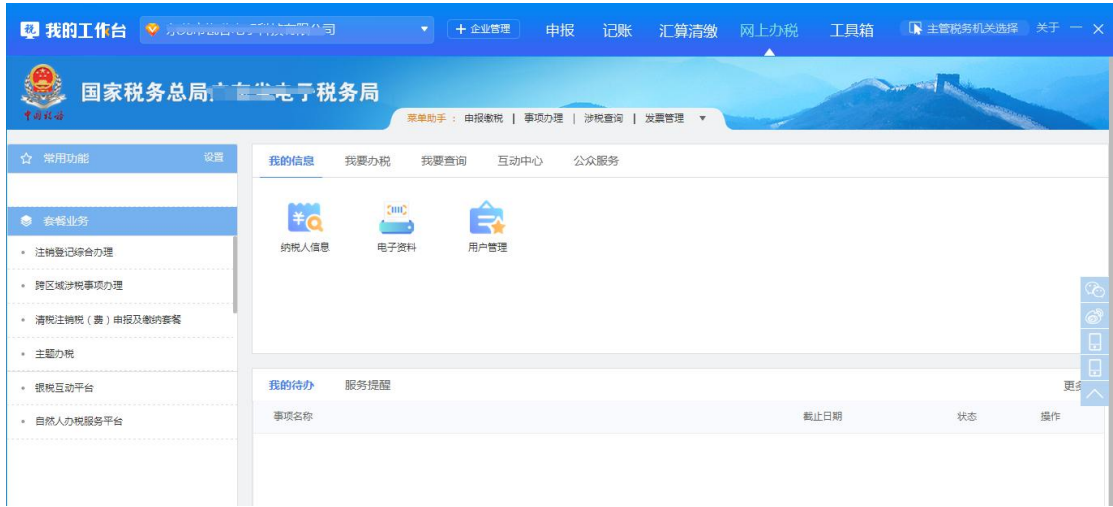 税 我的工作台 + 企业管理 申报 记账 汇算清缴 网上办税 工具箱 主管税务机关选择 关于
国家税务总局 电子税务局
中国税务
菜单助手： 申报缴税 | 事项办理 | 涉税查询 | 发票管理
常用功能 设置
我的信息 我要办税 我要查询 互动中心 公众服务
套餐业务
纳税人信息 电子资料 用户管理
注销登记综合办理
跨区域涉税事项办理
清税注销税（费）申报及缴纳套餐
主题办税
银税互动平台
自然人办税服务平台
我的待办 服务提醒 更多
事项名称 截止日期 状态 操作